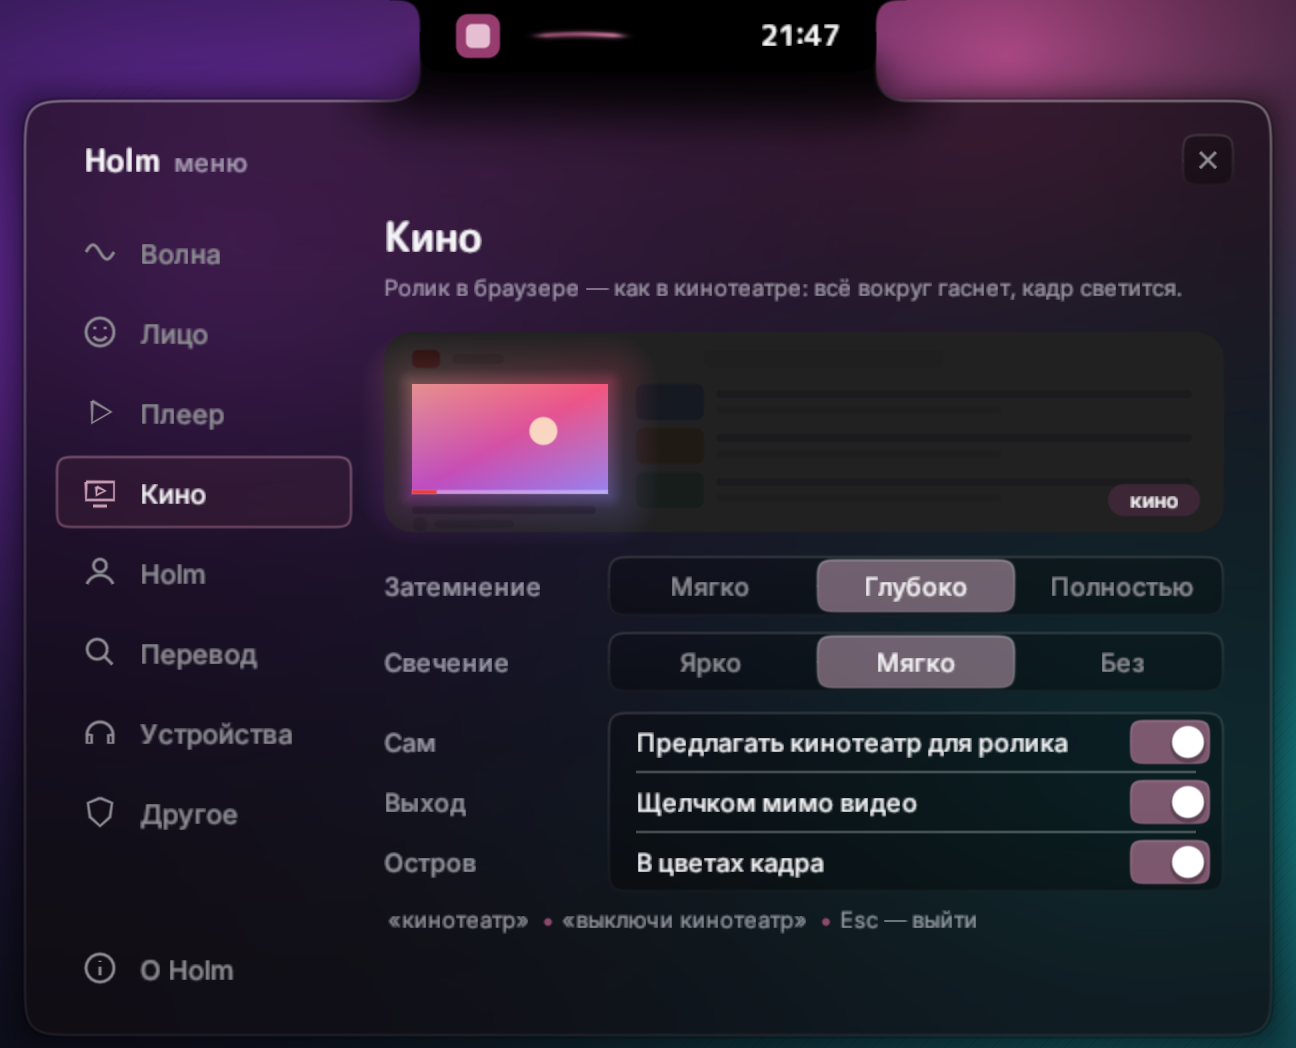 21:47
Holm меню
Волна
Лицо
Плеер
Кино
Holm
Перевод
Устройства
Другое
О Holm
Кино
Ролик в браузере — как в кинотеатре: всё вокруг гаснет, кадр светится.
кино
Затемнение Мягко Глубоко Полностью
Свечение Ярко Мягко Без
Сам Предлагать кинотеатр для ролика
Выход Щелчком мимо видео
Остров В цветах кадра
«кинотеатр» • «выключи кинотеатр» • Esc — выйти